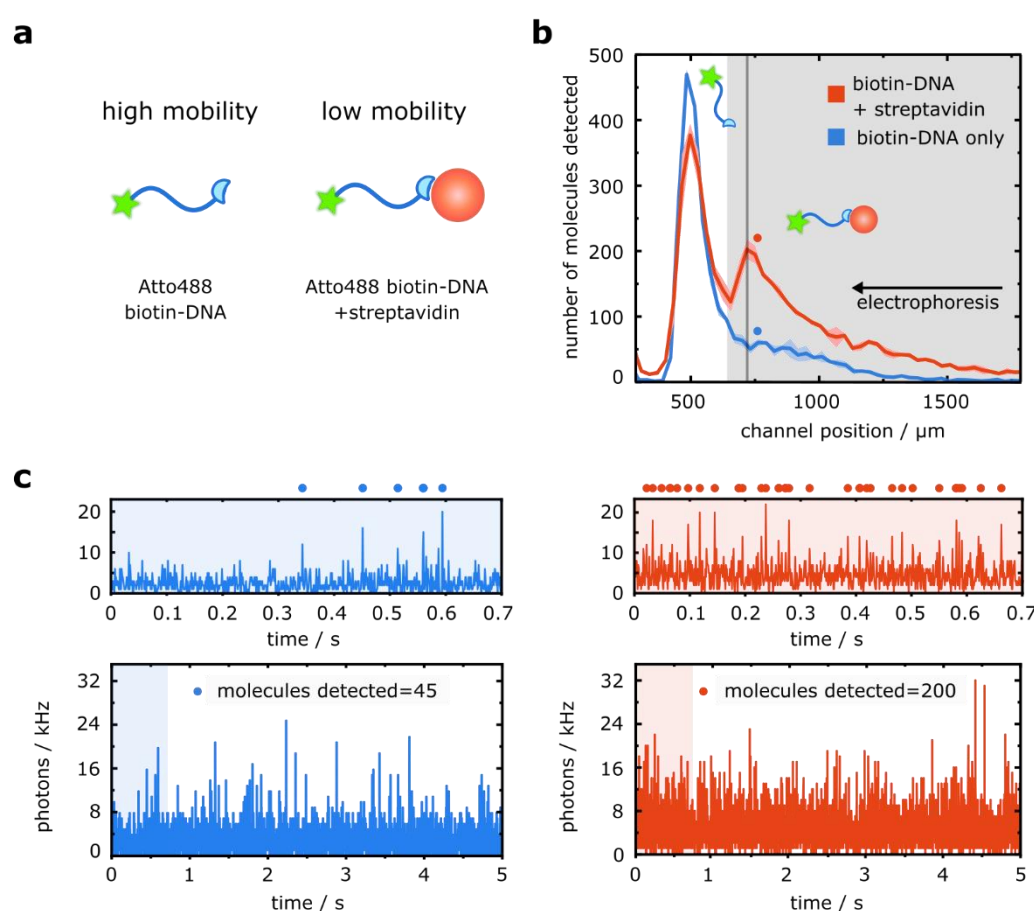 a
high mobility
low mobility
Atto488
biotin-DNA
Atto488 biotin-DNA
+streptavidin
b
number of molecules detected
500
400
300
200
100
0
biotin-DNA
+ streptavidin
biotin-DNA only
electrophoresis
500
1000
1500
channel position / µm
c
20
10
0
0
0.1
0.2
0.3
0.4
0.5
0.6
0.7
time / s
20
10
0
0
0.1
0.2
0.3
0.4
0.5
0.6
0.7
time / s
photons / kHz
32
24
16
8
0
molecules detected=45
0
1
2
3
4
5
time / s
photons / kHz
32
24
16
8
0
molecules detected=200
0
1
2
3
4
5
time / s